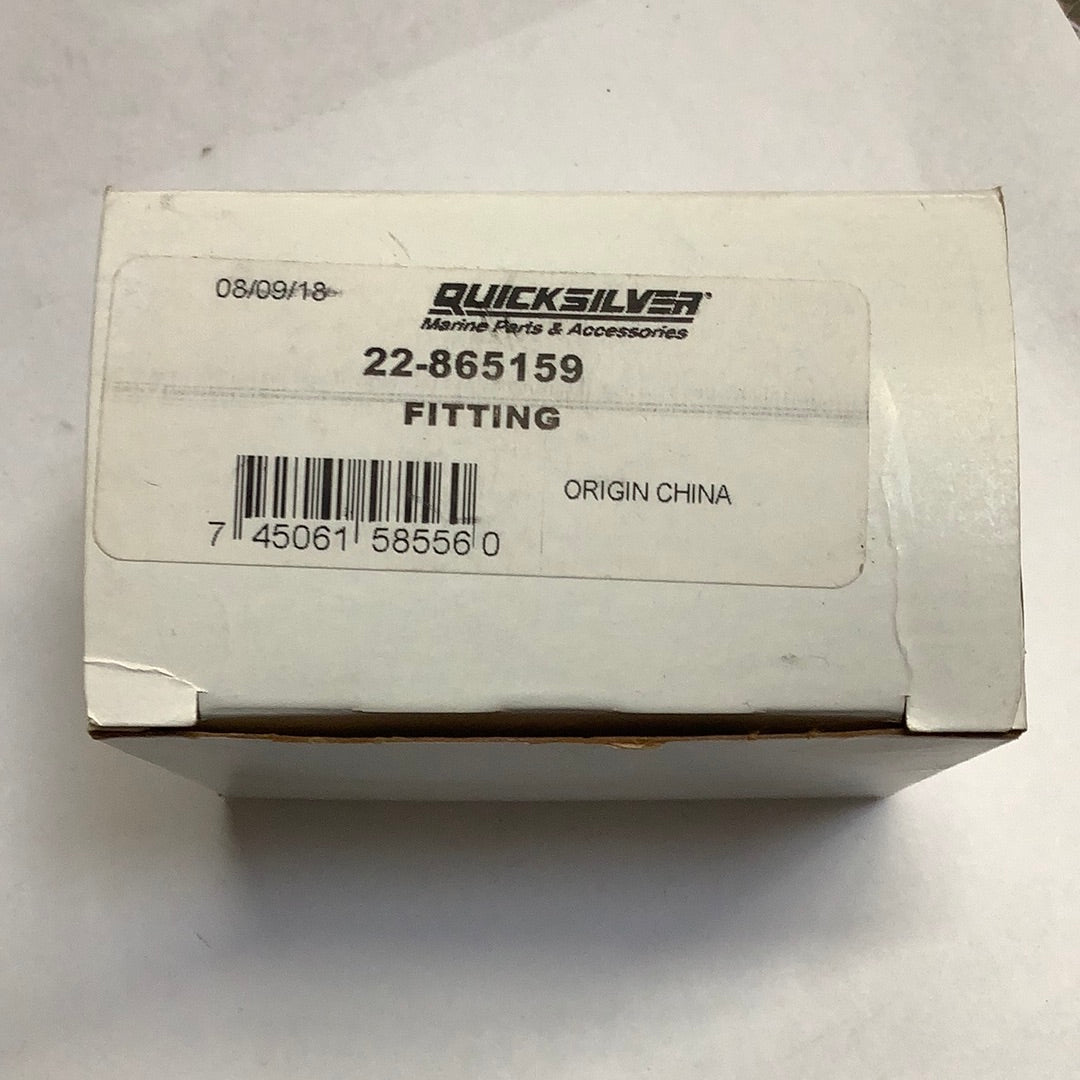 08/09/18
QUICKSILVER®
Marine Parts & Accessories
22-865159
FITTING
ORIGIN CHINA
7 45061 58556 0